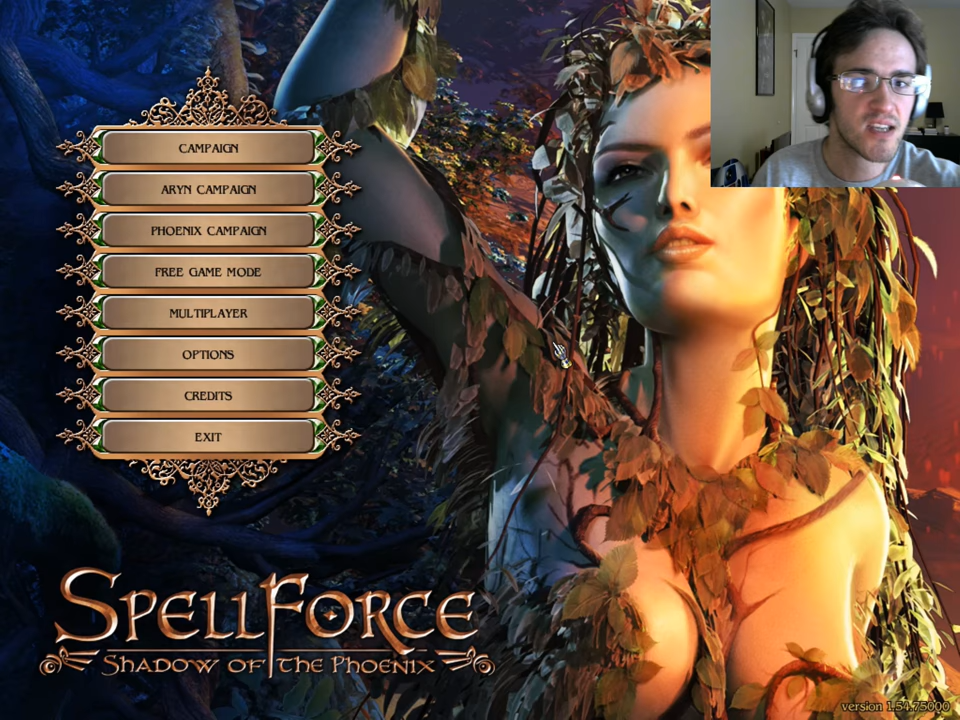 CAMPAIGN
ARYN CAMPAIGN
PHOENIX CAMPAIGN
FREE GAME MODE
MULTIPLAYER
OPTIONS
CREDITS
EXIT
SPELLFORCE
SHADOW OF THE PHOENIX
version 1.54.75000